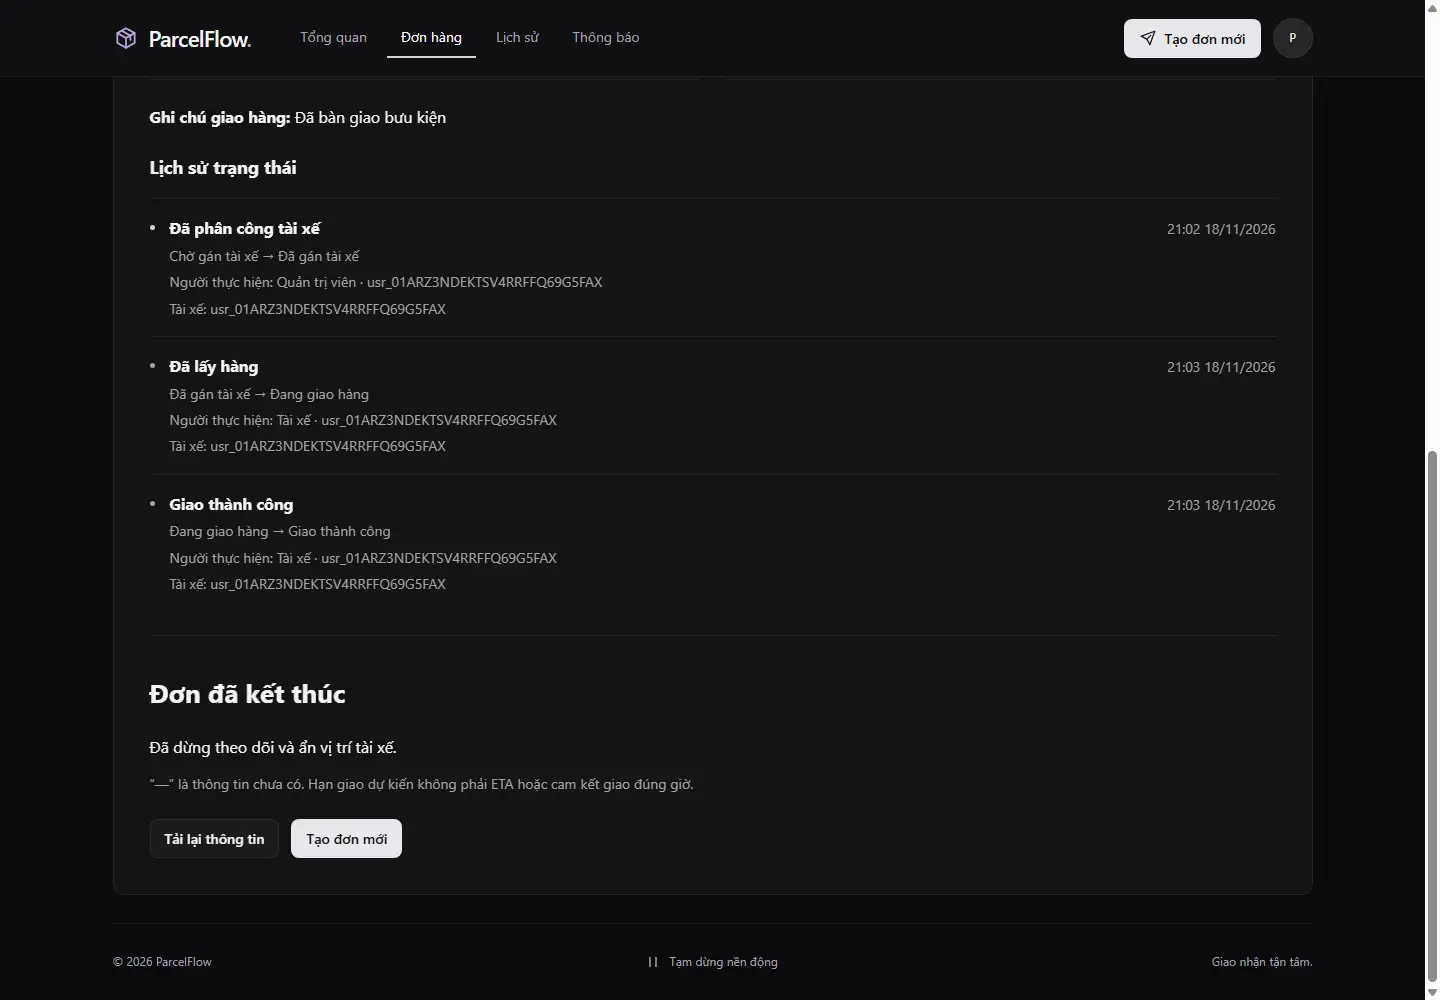 ParcelFlow.
Tổng quan
Đơn hàng
Lịch sử
Thông báo
Tạo đơn mới
P
Ghi chú giao hàng: Đã bàn giao bưu kiện
Lịch sử trạng thái
Đã phân công tài xế
21:02 18/11/2026
Chờ gán tài xế → Đã gán tài xế
Người thực hiện: Quản trị viên · usr_01ARZ3NDEKTSV4RRFFQ69G5FAX
Tài xế: usr_01ARZ3NDEKTSV4RRFFQ69G5FAX
Đã lấy hàng
21:03 18/11/2026
Đã gán tài xế → Đang giao hàng
Người thực hiện: Tài xế · usr_01ARZ3NDEKTSV4RRFFQ69G5FAX
Tài xế: usr_01ARZ3NDEKTSV4RRFFQ69G5FAX
Giao thành công
21:03 18/11/2026
Đang giao hàng → Giao thành công
Người thực hiện: Tài xế · usr_01ARZ3NDEKTSV4RRFFQ69G5FAX
Tài xế: usr_01ARZ3NDEKTSV4RRFFQ69G5FAX
Đơn đã kết thúc
Đã dừng theo dõi và ẩn vị trí tài xế.
“—” là thông tin chưa có. Hạn giao dự kiến không phải ETA hoặc cam kết giao đúng giờ.
Tải lại thông tin
Tạo đơn mới
© 2026 ParcelFlow
Tạm dừng nền động
Giao nhận tận tâm.